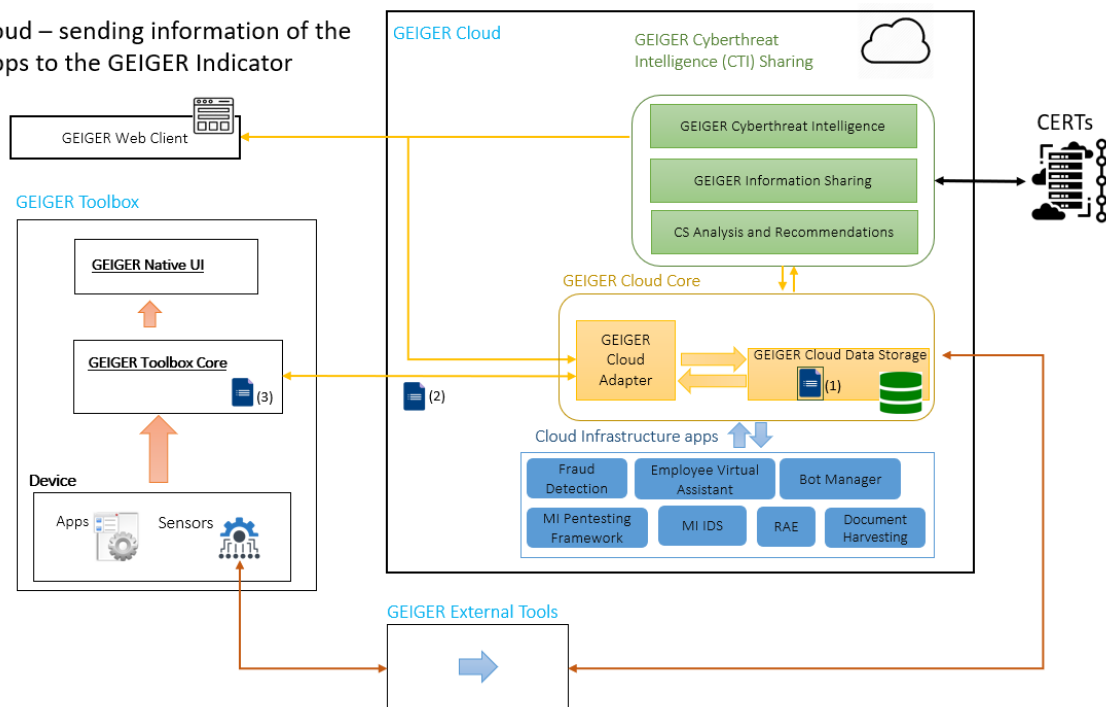 oud – sending information of the
pps to the GEIGER Indicator
GEIGER Cloud
GEIGER Cyberthreat
Intelligence (CTI) Sharing
GEIGER Web Client
GEIGER Cyberthreat Intelligence
GEIGER Information Sharing
CS Analysis and Recommendations
CERTs
GEIGER Toolbox
GEIGER Native UI
GEIGER Toolbox Core
(3)
(2)
GEIGER Cloud Core
GEIGER
Cloud
Adapter
GEIGER Cloud Data Storage
(1)
Cloud Infrastructure apps
Fraud
Detection
Employee Virtual
Assistant
Bot Manager
MI Pentesting
Framework
MI IDS
RAE
Document
Harvesting
Device
Apps
Sensors
GEIGER External Tools